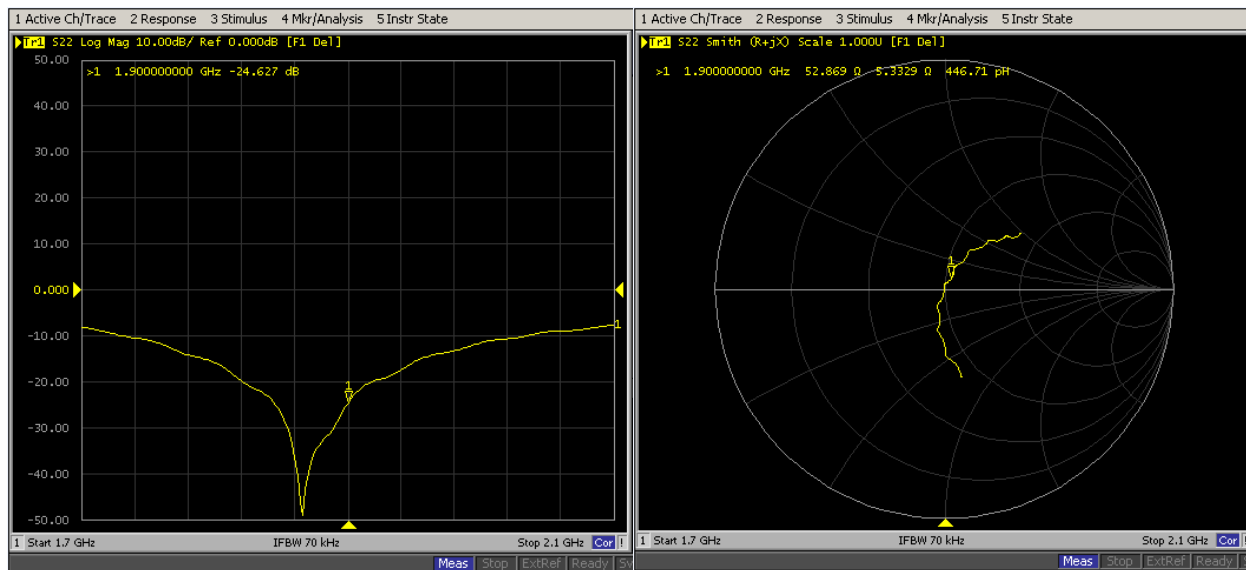 1 Active Ch/Trace 2 Response 3 Stimulus 4 Mkr/Analysis 5 Instr State
Tr1 S22 Log Mag 10.00dB/ Ref 0.000dB [F1 Del]
50.00
>1 1.900000000 GHz -24.627 dB
40.00
30.00
20.00
10.00
0.000
-10.00
1
-20.00
1
-30.00
-40.00
-50.00
1 Start 1.7 GHz IFBW 70 kHz Stop 2.1 GHz Cor !
Meas Stop ExtRef Ready Sv
1 Active Ch/Trace 2 Response 3 Stimulus 4 Mkr/Analysis 5 Instr State
Tr1 S22 Smith (R+jX) Scale 1.000U [F1 Del]
>1 1.900000000 GHz 52.869 Ω 5.3329 Ω 446.71 pH
1
1 Start 1.7 GHz IFBW 70 kHz Stop 2.1 GHz Cor !
Meas Stop ExtRef Ready